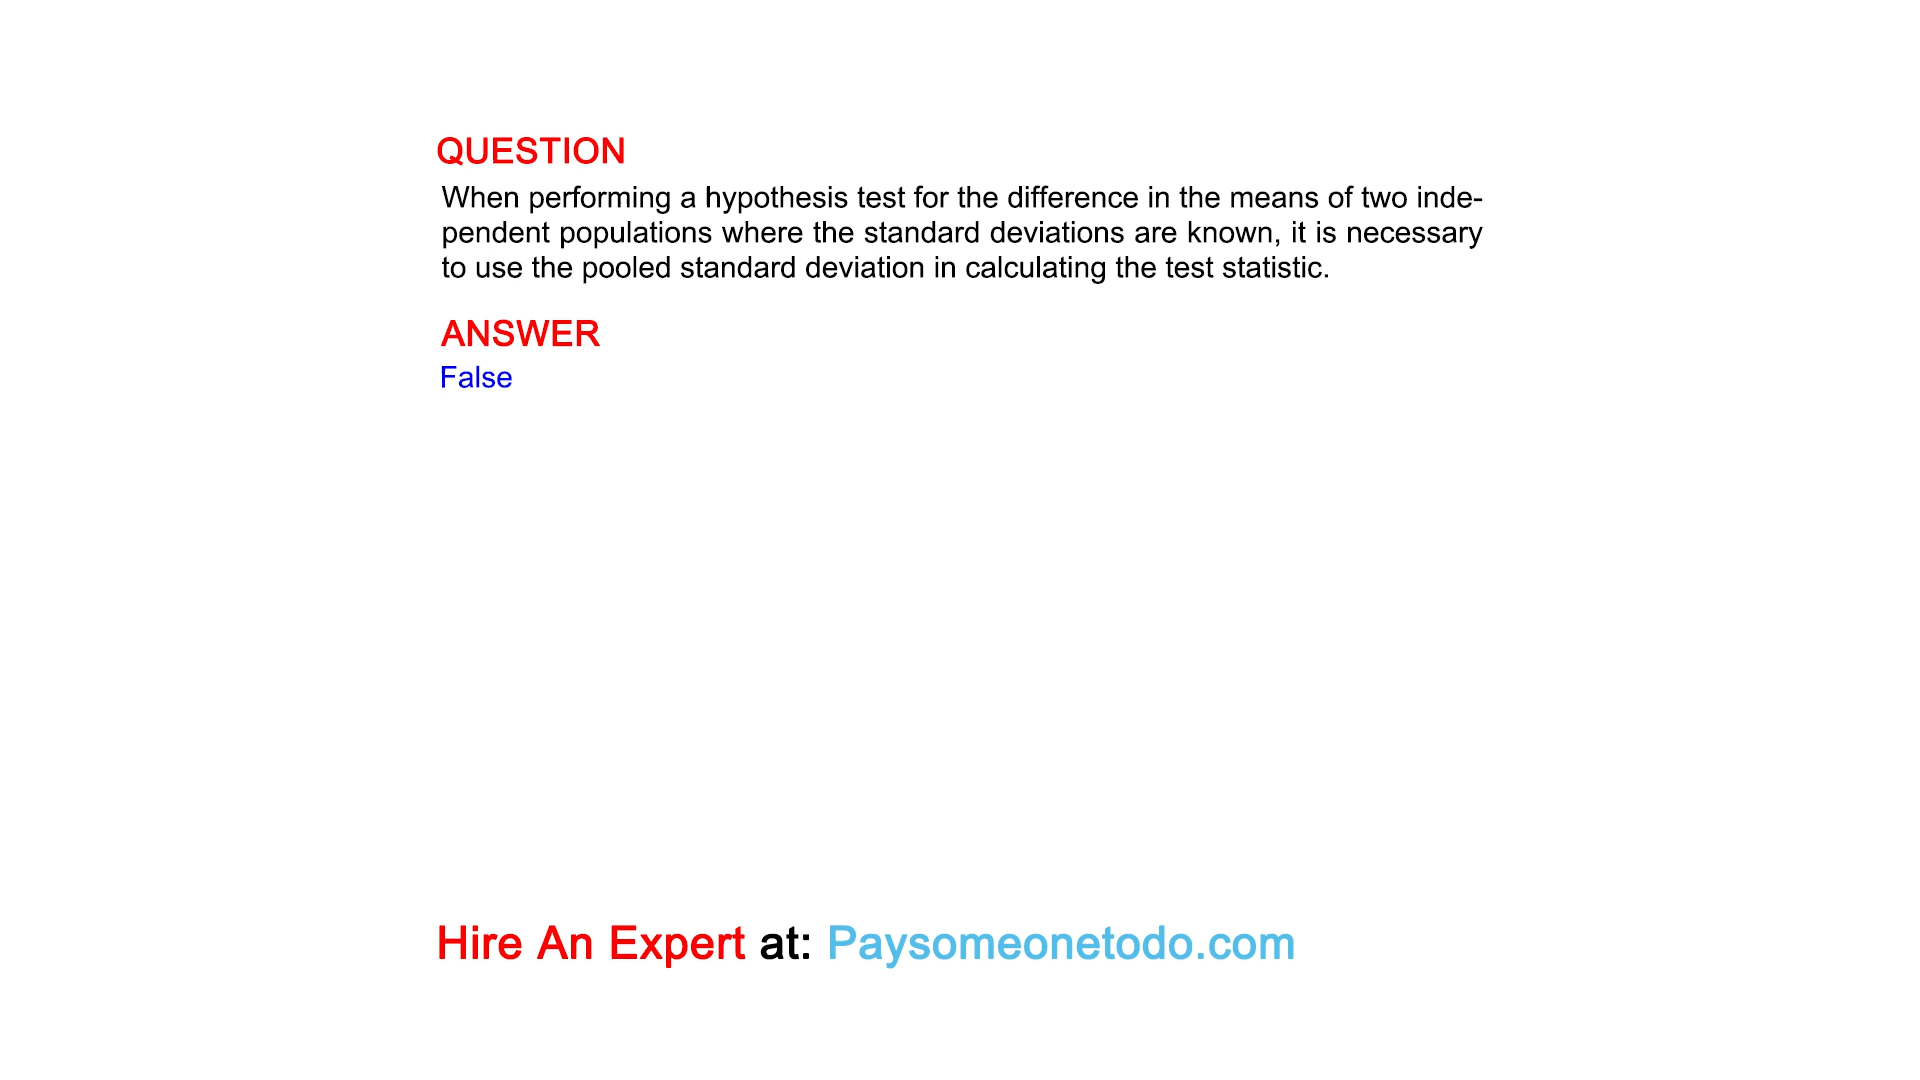 QUESTION
When performing a hypothesis test for the difference in the means of two inde-
pendent populations where the standard deviations are known, it is necessary
to use the pooled standard deviation in calculating the test statistic.
ANSWER
False
Hire An Expert at: Paysomeonetodo.com